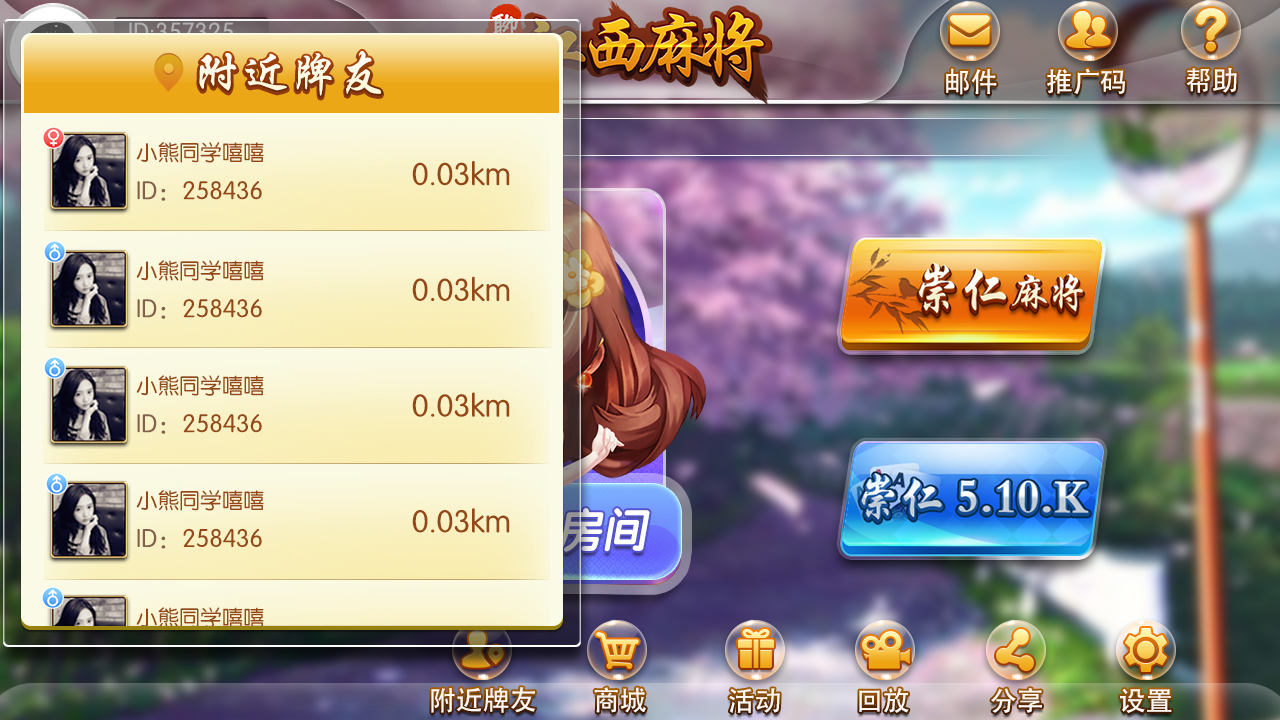 ID:357325
聊
西麻将
邮件
推广码
帮助
附近牌友
小熊同学嘻嘻
ID：258436
0.03km
小熊同学嘻嘻
ID：258436
0.03km
小熊同学嘻嘻
ID：258436
0.03km
小熊同学嘻嘻
ID：258436
0.03km
小熊同学嘻嘻
崇仁麻将
崇仁 5.10.K
房间
附近牌友
商城
活动
回放
分享
设置